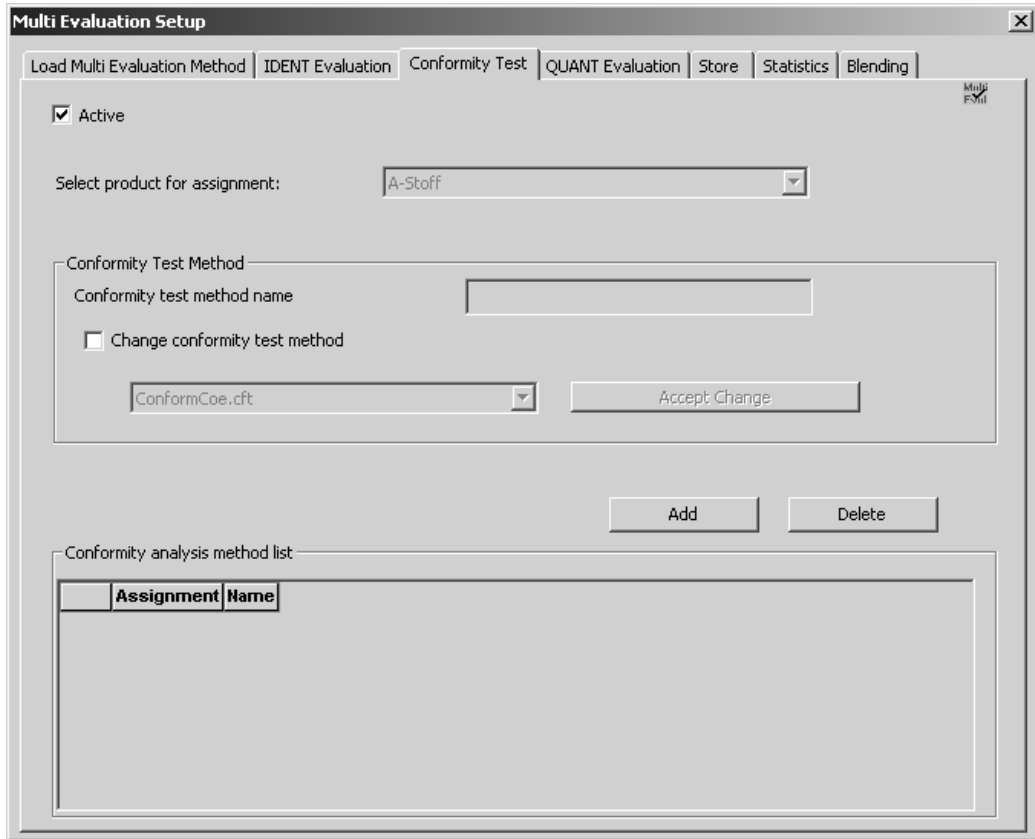 Multi Evaluation Setup
Load Multi Evaluation Method IDENT Evaluation Conformity Test QUANT Evaluation Store Statistics Blending
Multi
Eval
Active
Select product for assignment: A-Stoff
Conformity Test Method
Conformity test method name
Change conformity test method
ConformCoe.cft Accept Change
Add Delete
Conformity analysis method list
Assignment Name